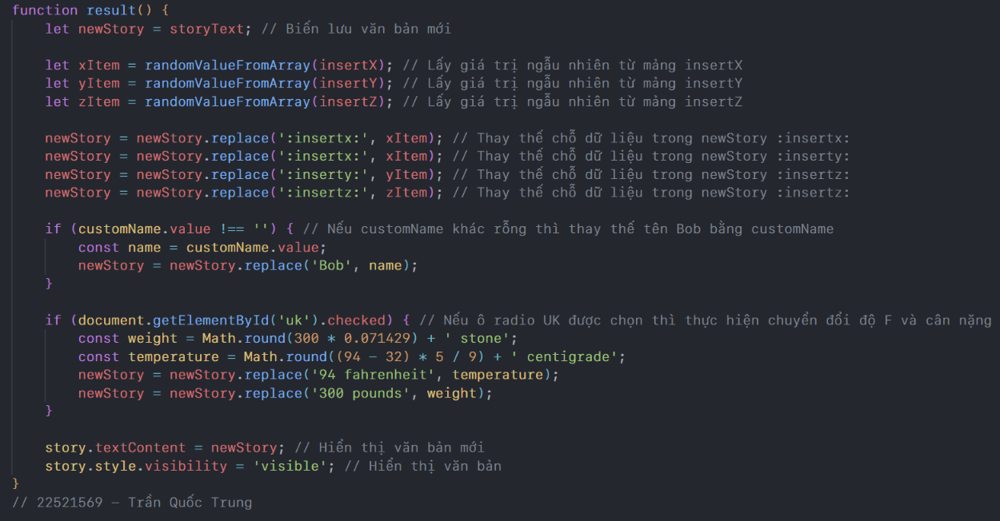 function result() {
    let newStory = storyText; // Biến lưu văn bản mới
    let xItem = randomValueFromArray(insertX); // Lấy giá trị ngẫu nhiên từ mảng insertX
    let yItem = randomValueFromArray(insertY); // Lấy giá trị ngẫu nhiên từ mảng insertY
    let zItem = randomValueFromArray(insertZ); // Lấy giá trị ngẫu nhiên từ mảng insertZ
    newStory = newStory.replace(':insertx:', xItem); // Thay thế chỗ dữ liệu trong newStory :insertx:
    newStory = newStory.replace(':insertx:', xItem); // Thay thế chỗ dữ liệu trong newStory :inserty:
    newStory = newStory.replace(':inserty:', yItem); // Thay thế chỗ dữ liệu trong newStory :insertz:
    newStory = newStory.replace(':insertz:', zItem); // Thay thế chỗ dữ liệu trong newStory :insertz:
    if (customName.value !== '') { // Nếu customName khác rỗng thì thay thế tên Bob bằng customName
        const name = customName.value;
        newStory = newStory.replace('Bob', name);
    }
    if (document.getElementById('uk').checked) { // Nếu ô radio UK được chọn thì thực hiện chuyển đổi độ F và cân nặng
        const weight = Math.round(300 * 0.071429) + ' stone';
        const temperature = Math.round((94 - 32) * 5 / 9) + ' centigrade';
        newStory = newStory.replace('94 fahrenheit', temperature);
        newStory = newStory.replace('300 pounds', weight);
    }
    story.textContent = newStory; // Hiển thị văn bản mới
    story.style.visibility = 'visible'; // Hiển thị văn bản
}
// 22521569 - Trần Quốc Trung